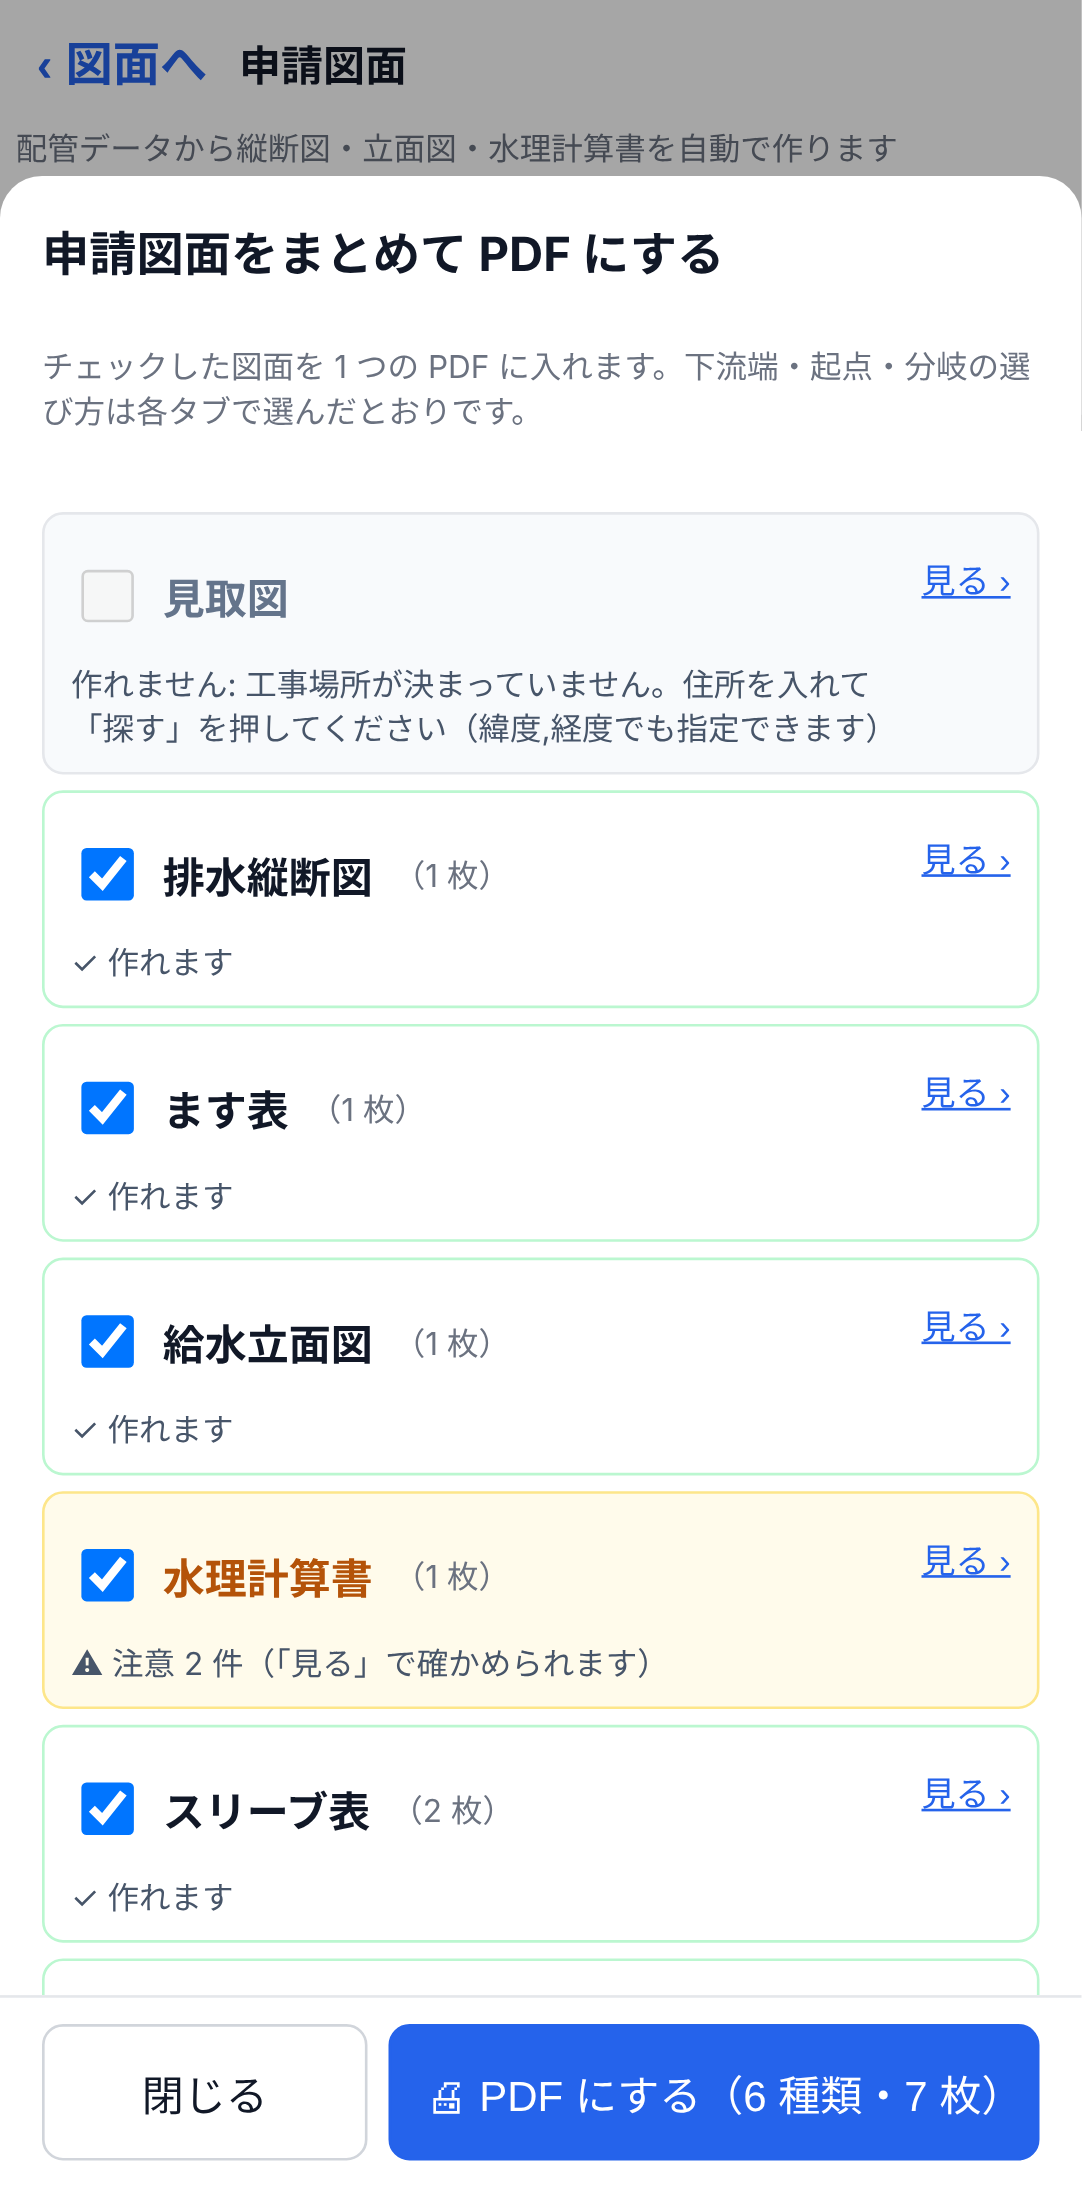 ‹ 図面へ 申請図面
配管データから縦断図・立面図・水理計算書を自動で作ります
申請図面をまとめて PDF にする
チェックした図面を 1 つの PDF に入れます。下流端・起点・分岐の選
び方は各タブで選んだとおりです。
見取図 見る ›
作れません: 工事場所が決まっていません。住所を入れて
「探す」を押してください（緯度,経度でも指定できます）
排水縦断図 （1 枚） 見る ›
✓ 作れます
ます表 （1 枚） 見る ›
✓ 作れます
給水立面図 （1 枚） 見る ›
✓ 作れます
水理計算書 （1 枚） 見る ›
⚠ 注意 2 件（「見る」で確かめられます）
スリーブ表 （2 枚） 見る ›
✓ 作れます
閉じる 🖨 PDF にする（6 種類・7 枚）